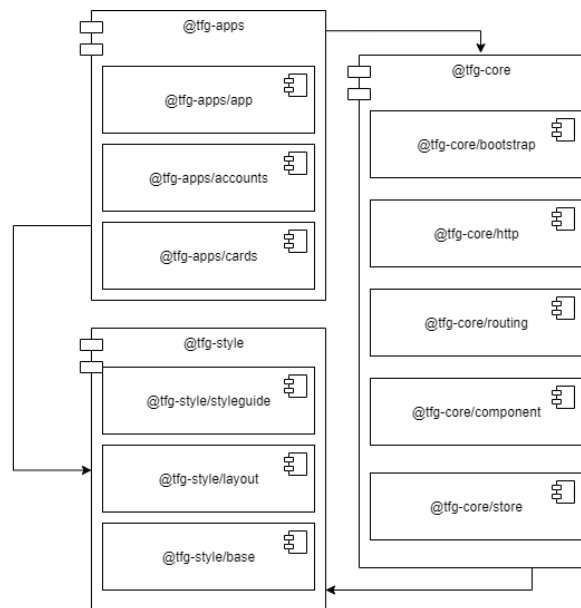 @tfg-apps
@tfg-apps/app
@tfg-apps/accounts
@tfg-apps/cards
@tfg-style
@tfg-style/styleguide
@tfg-style/layout
@tfg-style/base
@tfg-core
@tfg-core/bootstrap
@tfg-core/http
@tfg-core/routing
@tfg-core/component
@tfg-core/store